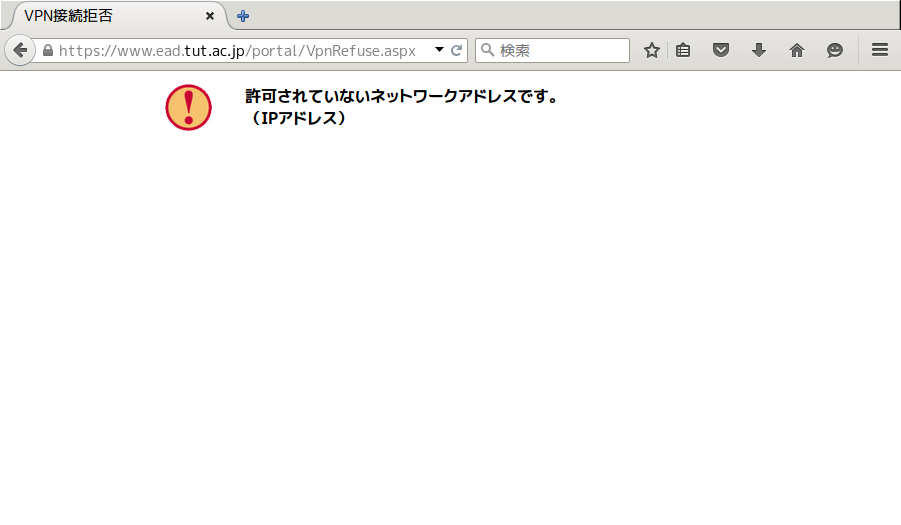 VPN接続拒否
https://www.ead.tut.ac.jp/portal/VpnRefuse.aspx
検索
許可されていないネットワークアドレスです。
（IPアドレス）